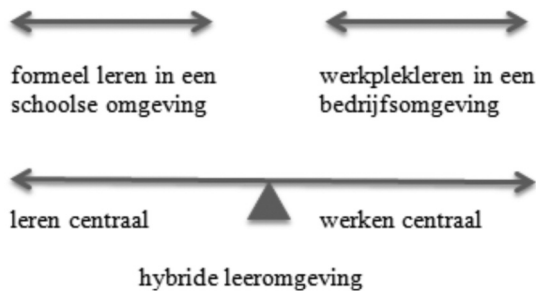 formeel leren in een
schoolse omgeving
werkplekleren in een
bedrijfsomgeving
leren centraal
werken centraal
hybride leeromgeving